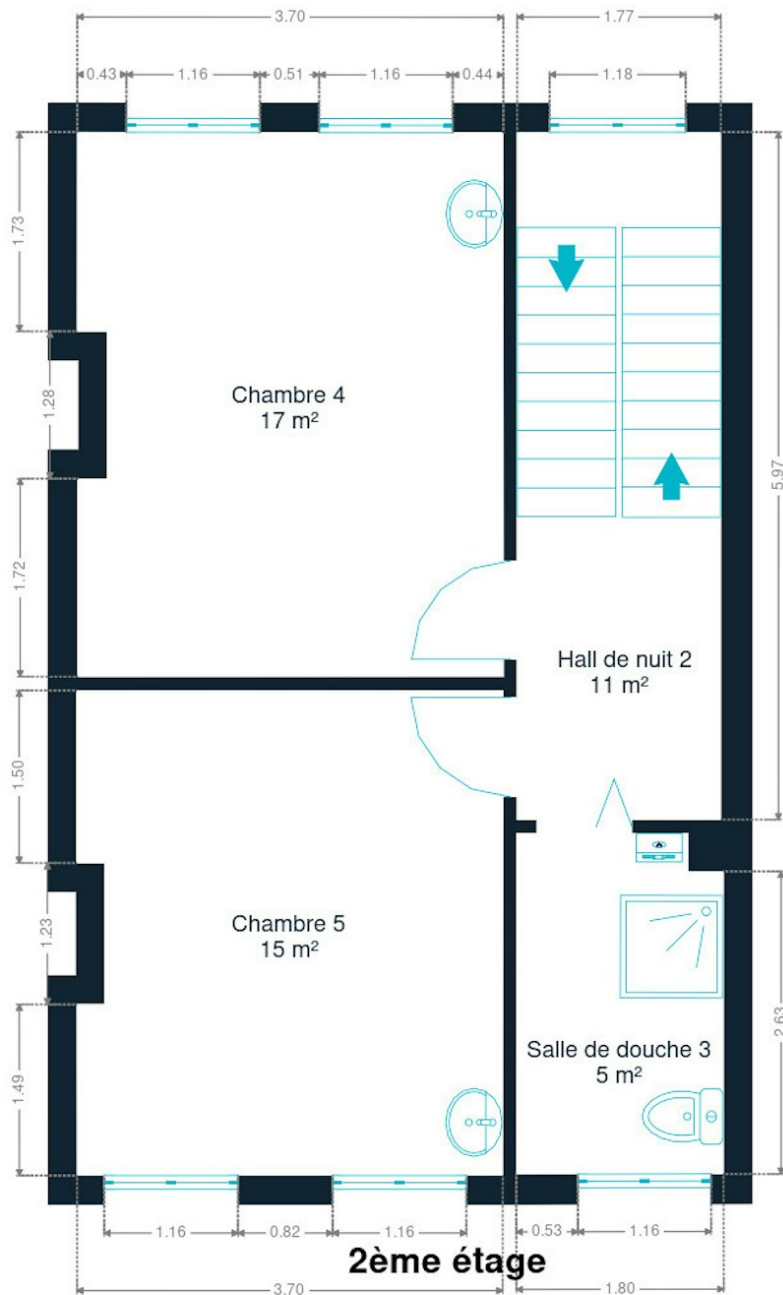 3.70
1.77
0.43
1.16
0.51
1.16
0.44
1.18
1.73
1.28
Chambre 4
17 m²
5.97
1.72
Hall de nuit 2
11 m²
1.50
1.23
Chambre 5
15 m²
2.63
Salle de douche 3
5 m²
1.49
1.16
0.82
1.16
0.53
1.16
2ème étage
3.70
1.80